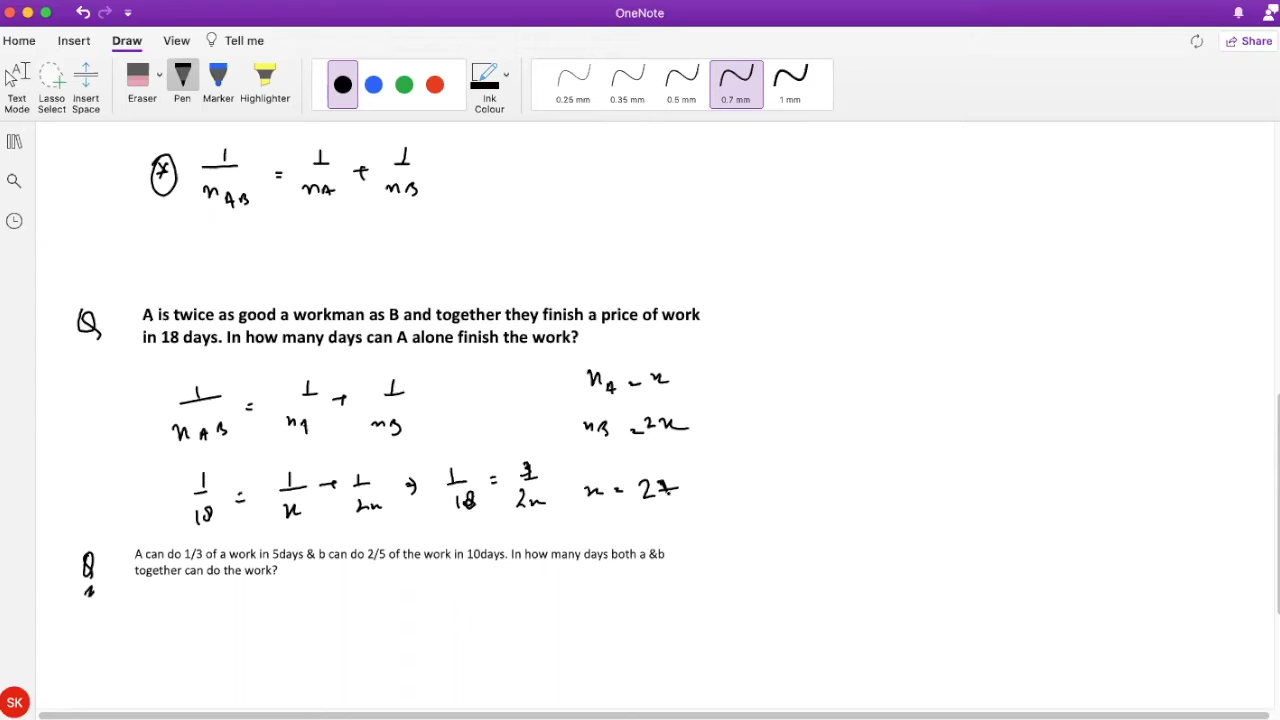 OneNote
Home Insert Draw View Tell me Share
Text Mode Lasso Select Insert Space Eraser Pen Marker Highlighter Ink Colour 0.25 mm 0.35 mm 0.5 mm 0.7 mm 1 mm
* 1/nAB = 1/nA + 1/nB
Q A is twice as good a workman as B and together they finish a price of work
in 18 days. In how many days can A alone finish the work?
nA = x
1/nAB = 1/nA + 1/nB
nB = 2x
1/18 = 1/x + 1/2x ⇒ 1/18 = 3/2x x = 27
Q A can do 1/3 of a work in 5days & b can do 2/5 of the work in 10days. In how many days both a &b
together can do the work?
SK